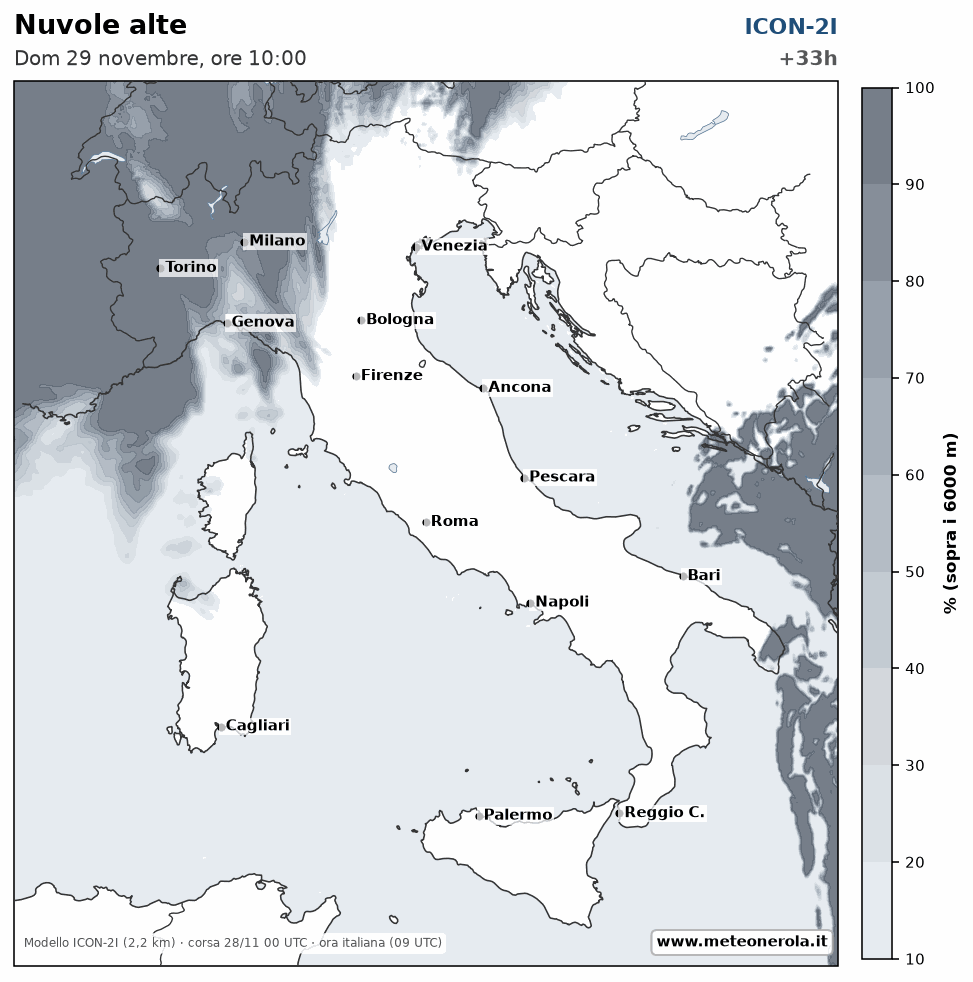 Nuvole alte
ICON-2I
Dom 29 novembre, ore 10:00
+33h
100
90
80
70
60
50
40
30
20
10
% (sopra i 6000 m)
Milano
Venezia
Torino
Genova
Bologna
Firenze
Ancona
Pescara
Roma
Bari
Napoli
Cagliari
Palermo
Reggio C.
Modello ICON-2I (2,2 km) · corsa 28/11 00 UTC · ora italiana (09 UTC)
www.meteonerola.it